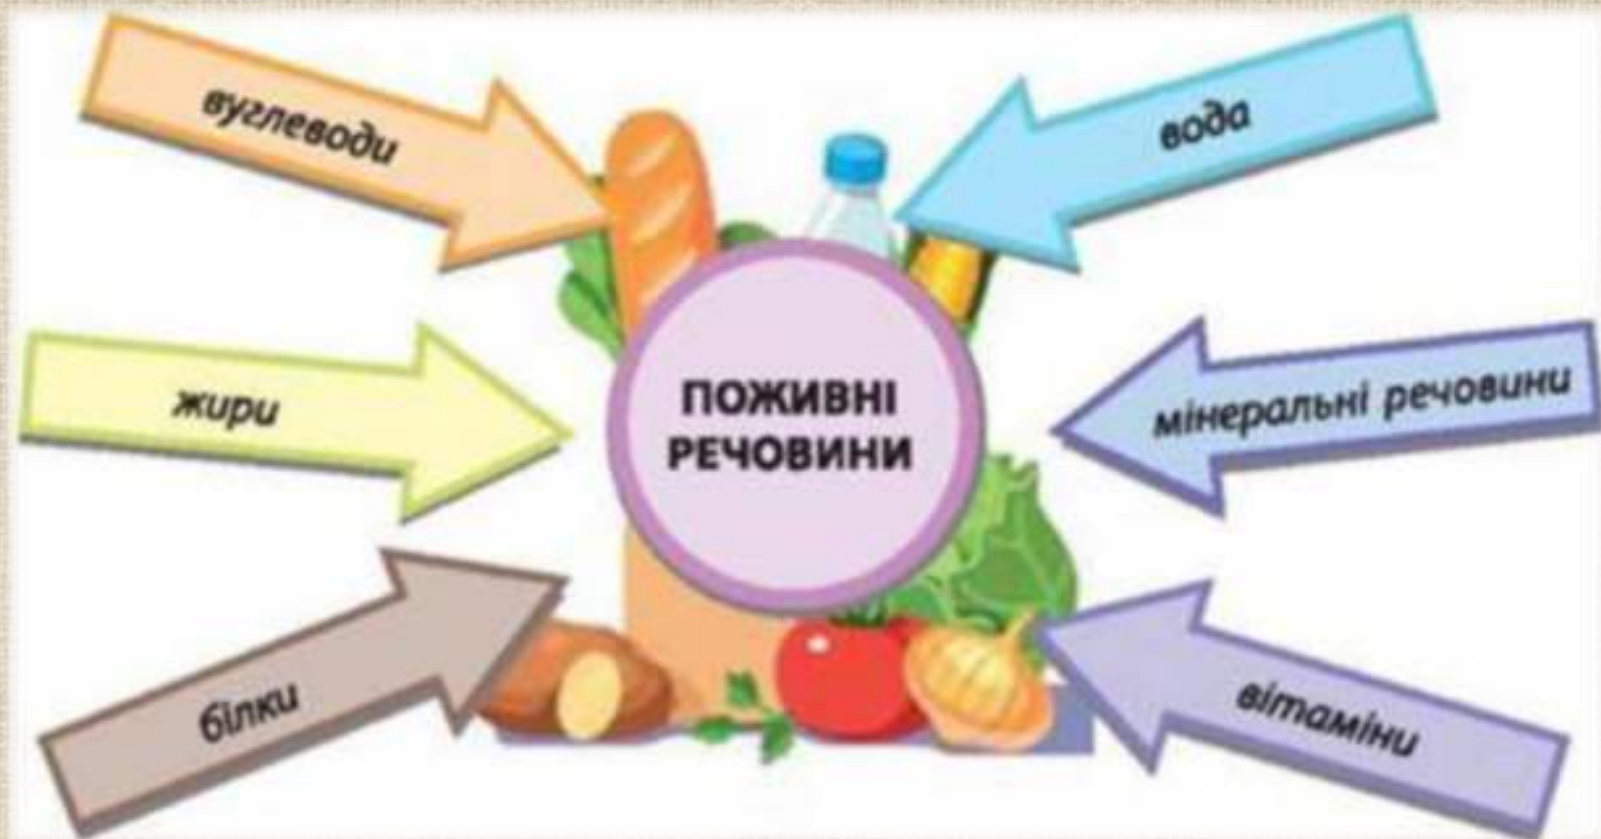 вуглеводи
вода
жири
ПОЖИВНІ
РЕЧОВИНИ
мінеральні речовини
білки
вітаміни